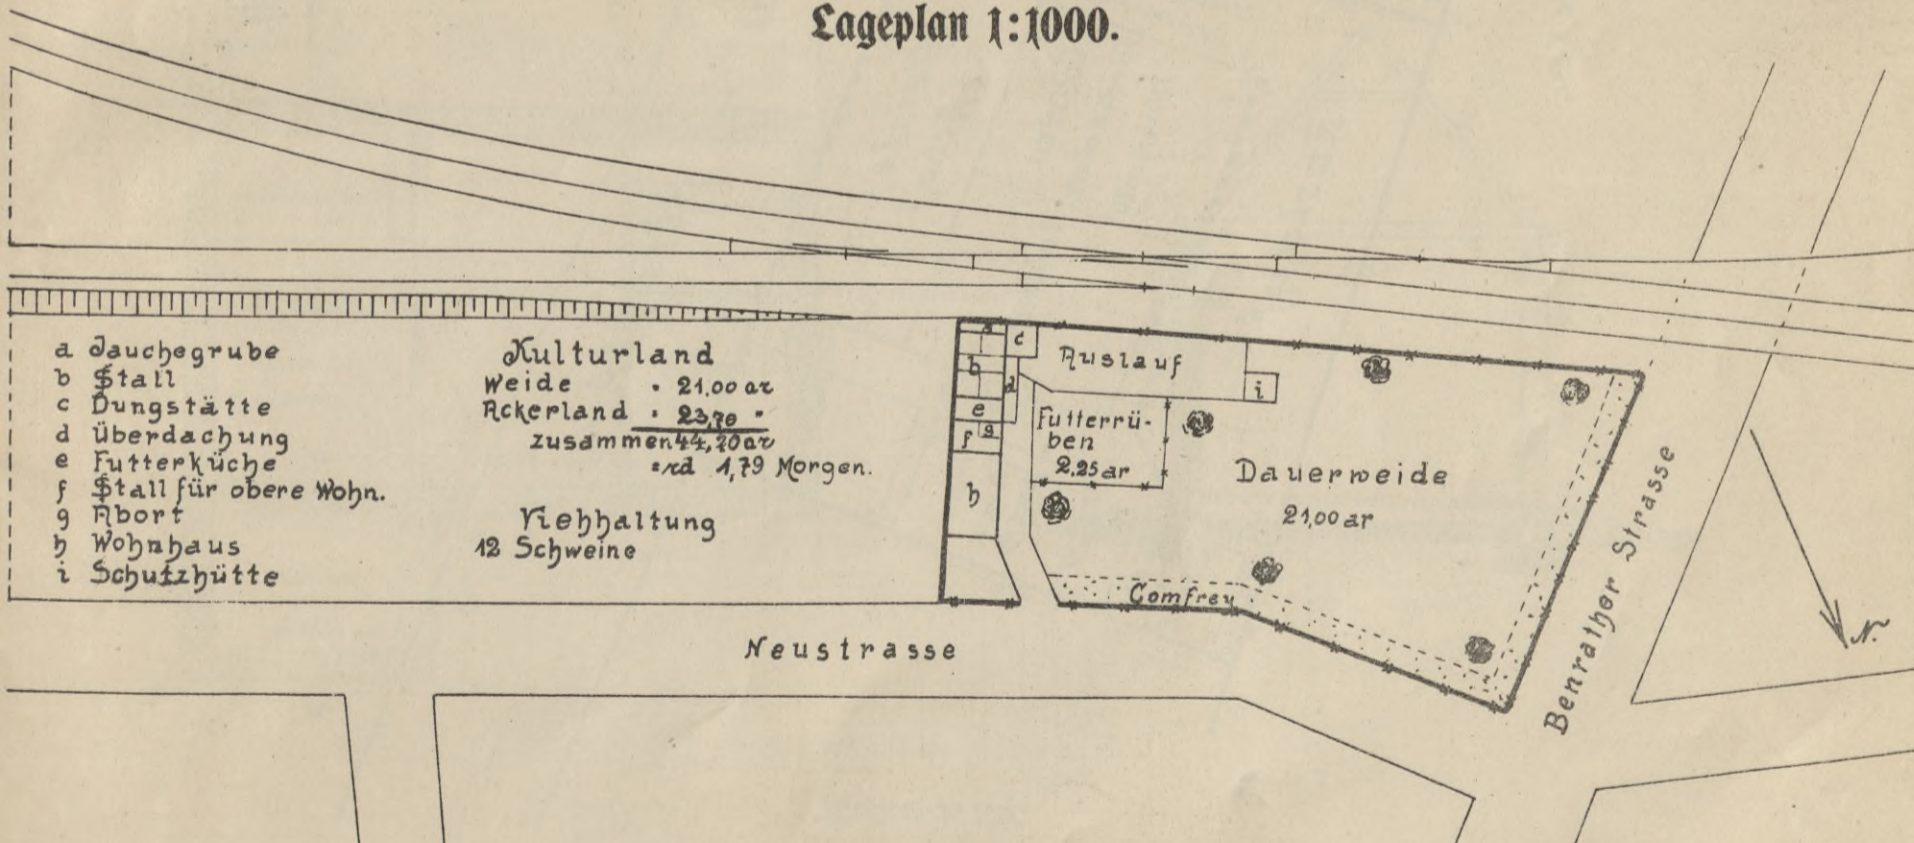 Lageplan 1:1000.
a Jauchegrube
b Stall
c Dungstätte
d Überdachung
e Futterküche
f Stall für obere Wohn.
g Abort
h Wohnhaus
i Schutzhütte
Kulturland
Weide • 21,00 ar
Ackerland • 23,70 "
zusammen 44,70 ar
= rd 1,79 Morgen.
Viehhaltung
12 Schweine
a
b
c
d
e
f g
h
Auslauf
i
Futterrü-
ben
2,25 ar
Dauerweide
21,00 ar
Comfrey
Neustrasse
Benrather Strasse
N.